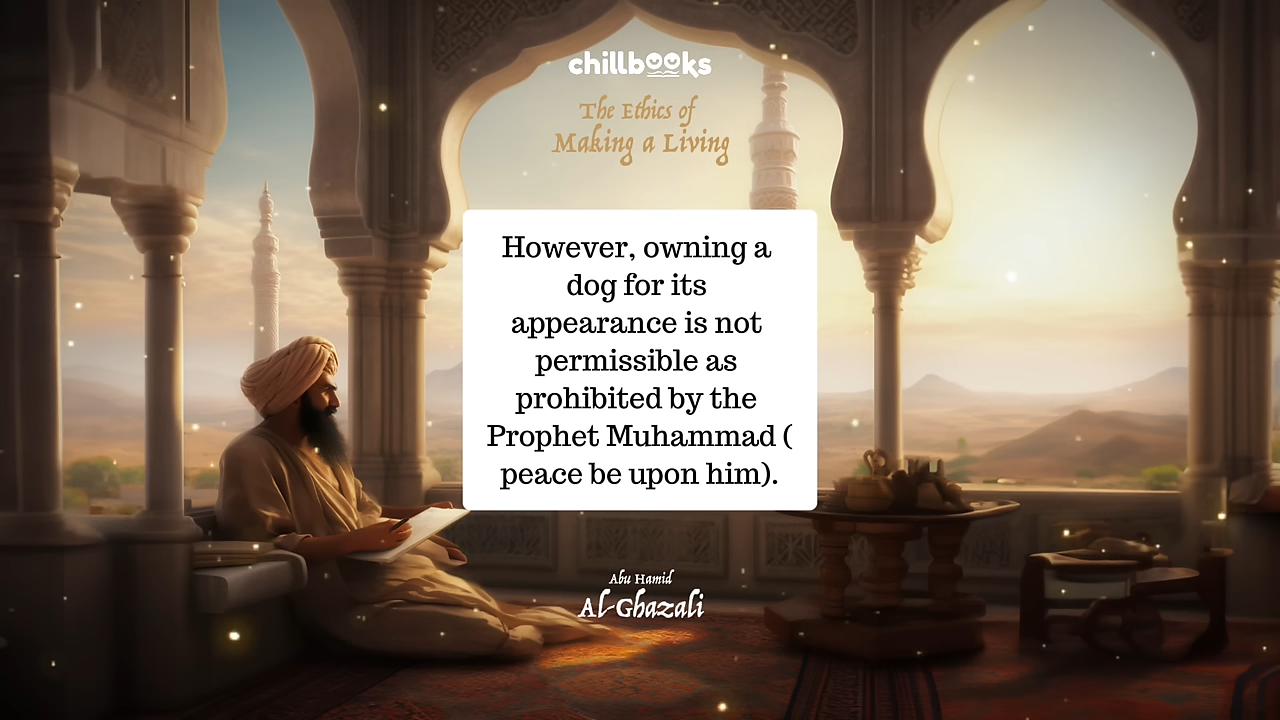 chillbooks
The Ethics of
Making a Living
However, owning a
dog for its
appearance is not
permissible as
prohibited by the
Prophet Muhammad (
peace be upon him).
Abu Hamid
Al-Ghazali